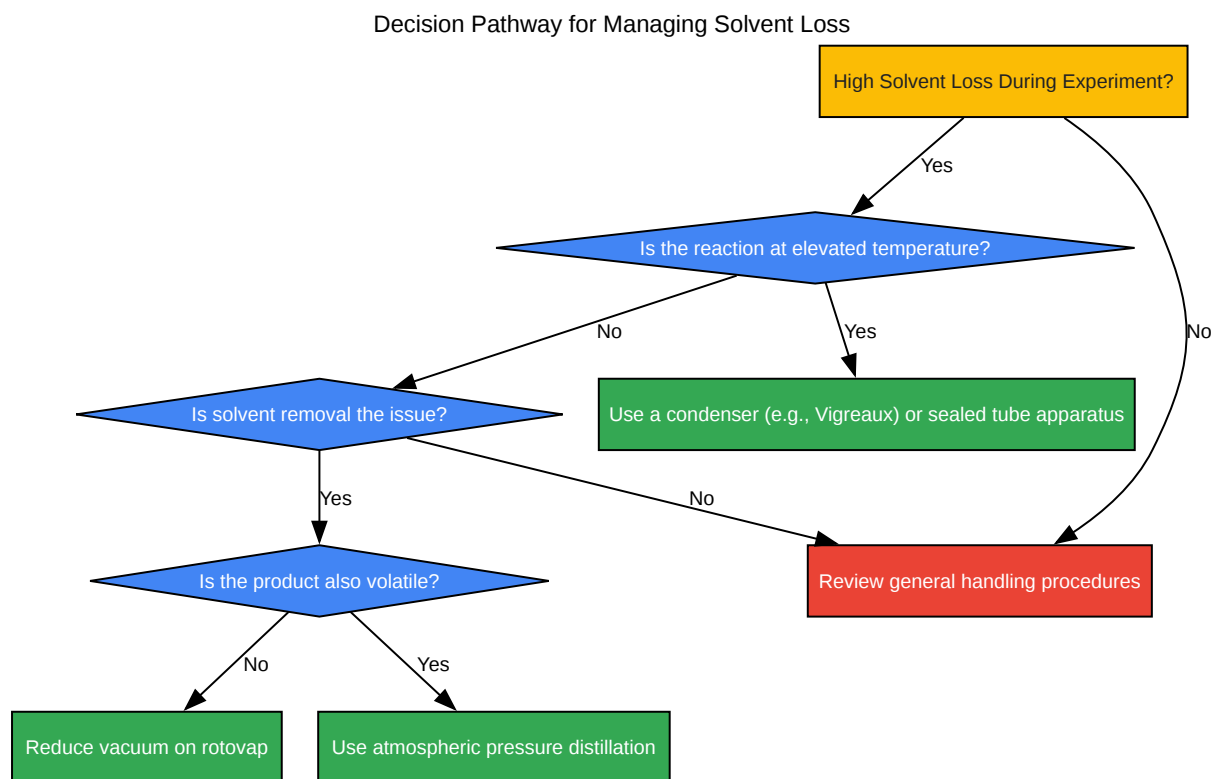 Decision Pathway for Managing Solvent Loss
High Solvent Loss During Experiment?
Yes
Is the reaction at elevated temperature?
No
Yes
No
Is solvent removal the issue?
Use a condenser (e.g., Vigreaux) or sealed tube apparatus
Yes
No
Is the product also volatile?
Review general handling procedures
No
Yes
Reduce vacuum on rotovap
Use atmospheric pressure distillation